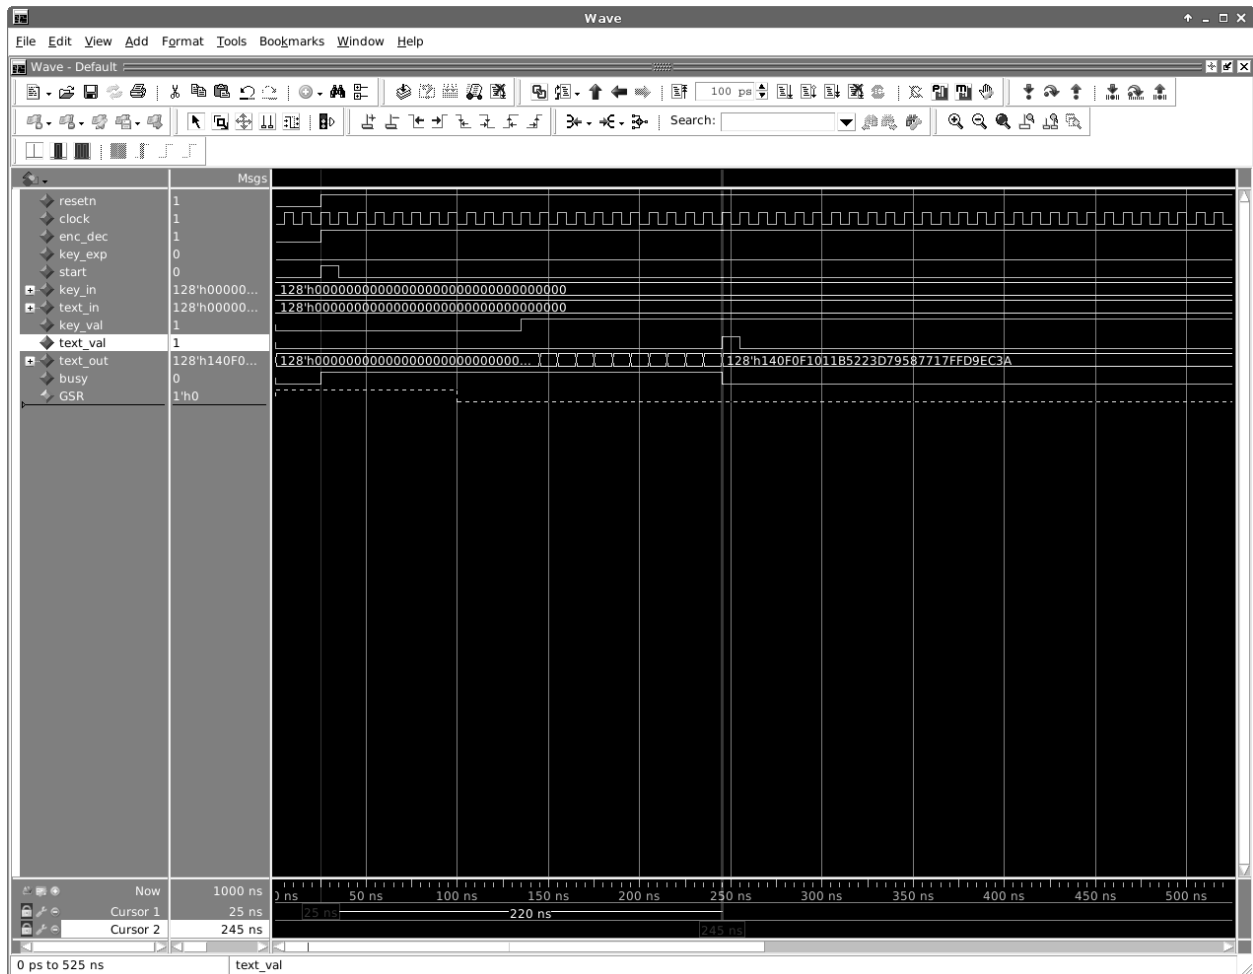 Wave
File Edit View Add Format Tools Bookmarks Window Help
Wave - Default
100 ps
Search:
Msgs
resetn 1
clock 1
enc_dec 1
key_exp 0
start 0
key_in 128'h00000... 128'h00000000000000000000000000000000
text_in 128'h00000... 128'h00000000000000000000000000000000
key_val 1
text_val 1
text_out 128'h140F0... 128'h00000000000000000000000000... 128'h140F0F1011B5223D79587717FFD9EC3A
busy 0
GSR 1'h0
Now 1000 ns
0 ns 50 ns 100 ns 150 ns 200 ns 250 ns 300 ns 350 ns 400 ns 450 ns 500 ns
Cursor 1 25 ns 25 ns 220 ns
Cursor 2 245 ns 245 ns
0 ps to 525 ns text_val